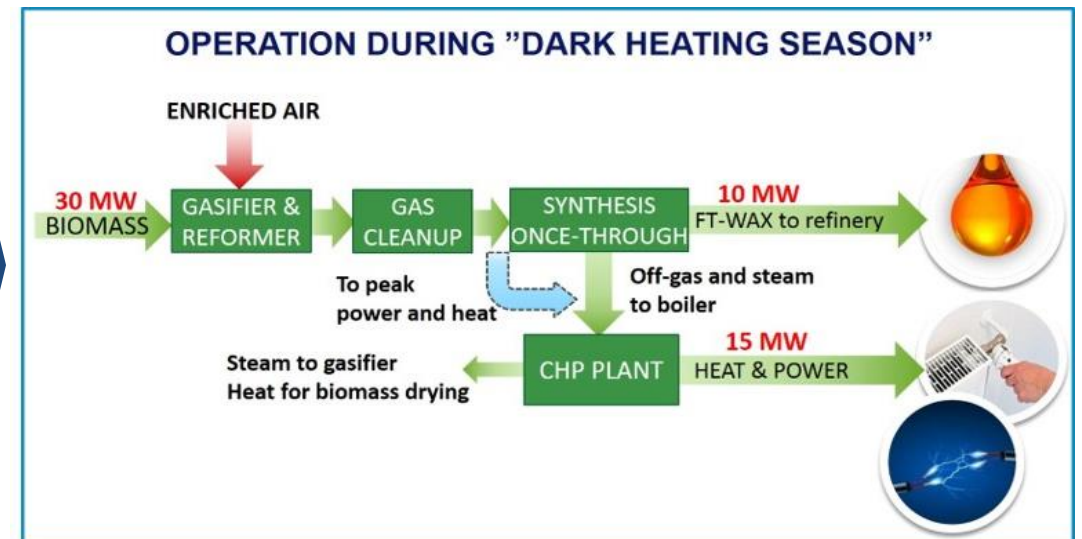 OPERATION DURING ”DARK HEATING SEASON”
ENRICHED AIR
30 MW
BIOMASS
GASIFIER &
REFORMER
GAS
CLEANUP
SYNTHESIS
ONCE-THROUGH
10 MW
FT-WAX to refinery
To peak
power and heat
Off-gas and steam
to boiler
Steam to gasifier
Heat for biomass drying
CHP PLANT
15 MW
HEAT & POWER